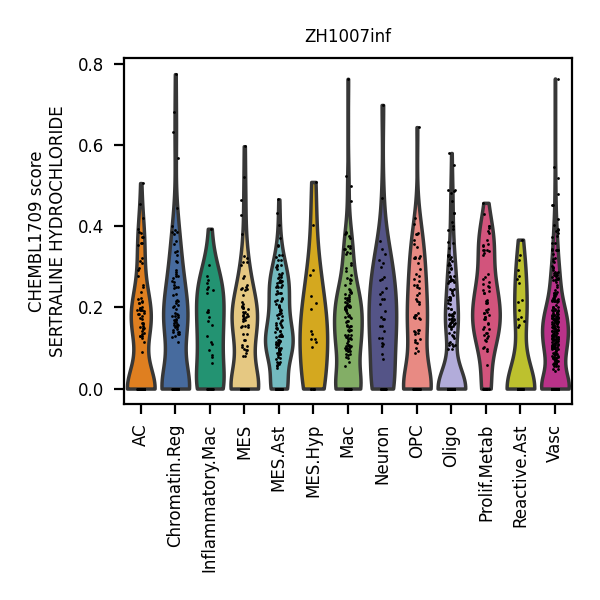 ZH1007inf
CHEMBL1709 score
SERTRALINE HYDROCHLORIDE
0.8
0.6
0.4
0.2
0.0
AC
Chromatin.Reg
Inflammatory.Mac
MES
MES.Ast
MES.Hyp
Mac
Neuron
OPC
Oligo
Prolif.Metab
Reactive.Ast
Vasc